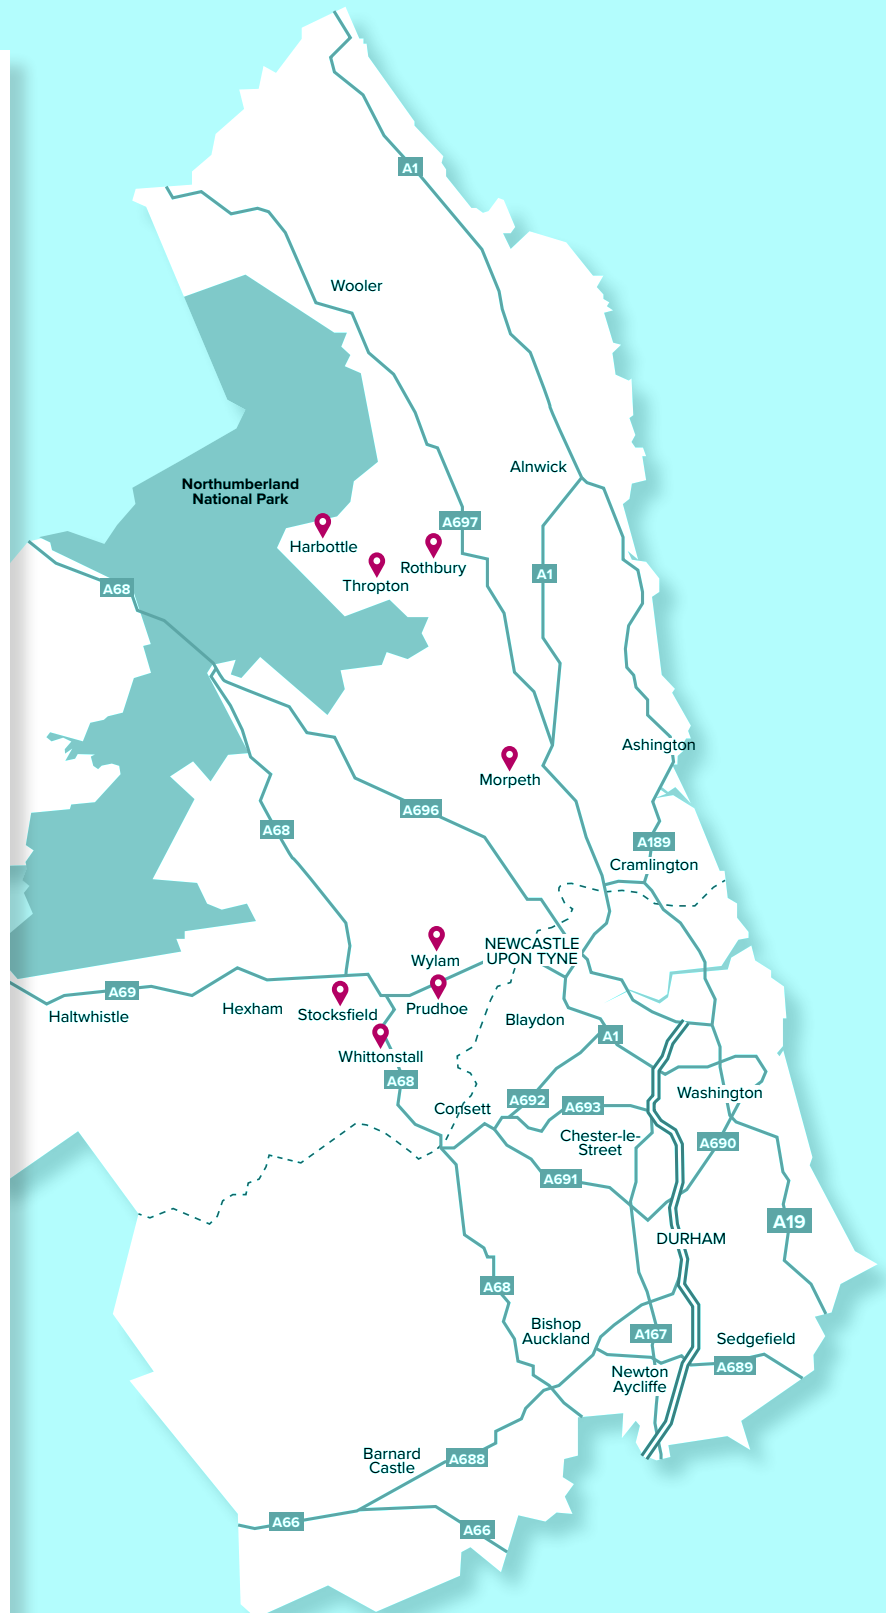 A1
Wooler
Alnwick
Northumberland
National Park
A697
Harbottle
Rothbury
A1
Thropton
A68
Ashington
Morpeth
A696
A68
A189
Cramlington
NEWCASTLE
UPON TYNE
Wylam
A69
Hexham
Stocksfield
Prudhoe
Haltwhistle
Blaydon
A1
Whittonstall
A68
Washington
A692
A693
Consett
Chester-le-
Street
A690
A691
A19
DURHAM
A68
Bishop
Auckland
A167
Sedgefield
A689
Newton
Aycliffe
Barnard
Castle
A688
A66
A66